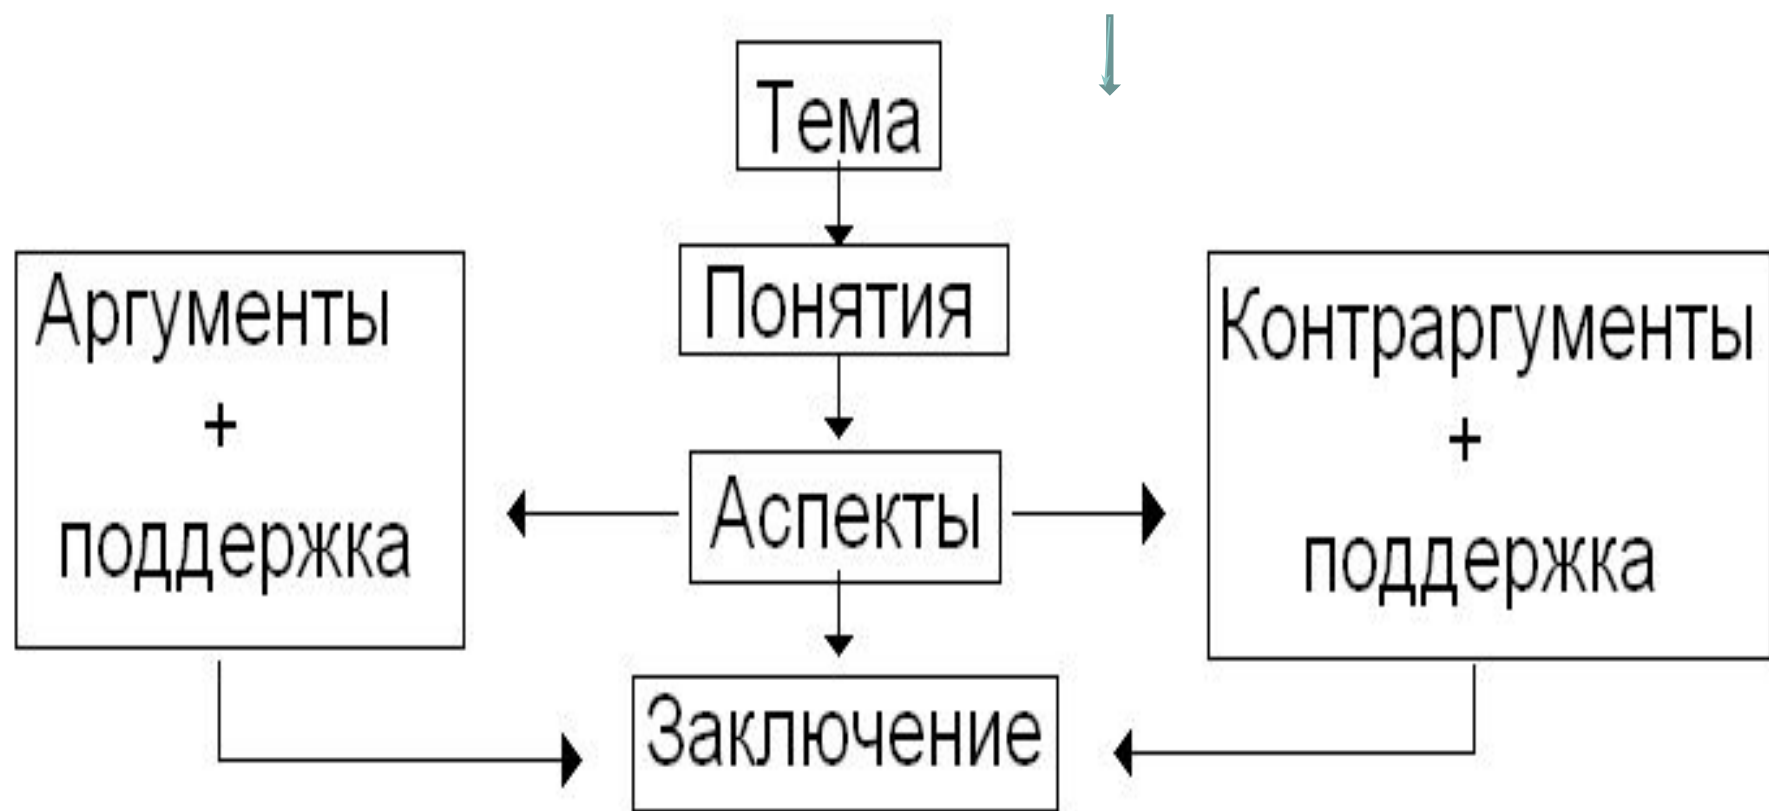 Тема
Понятия
Аргументы
+
поддержка
Аспекты
Контраргументы
+
поддержка
Заключение